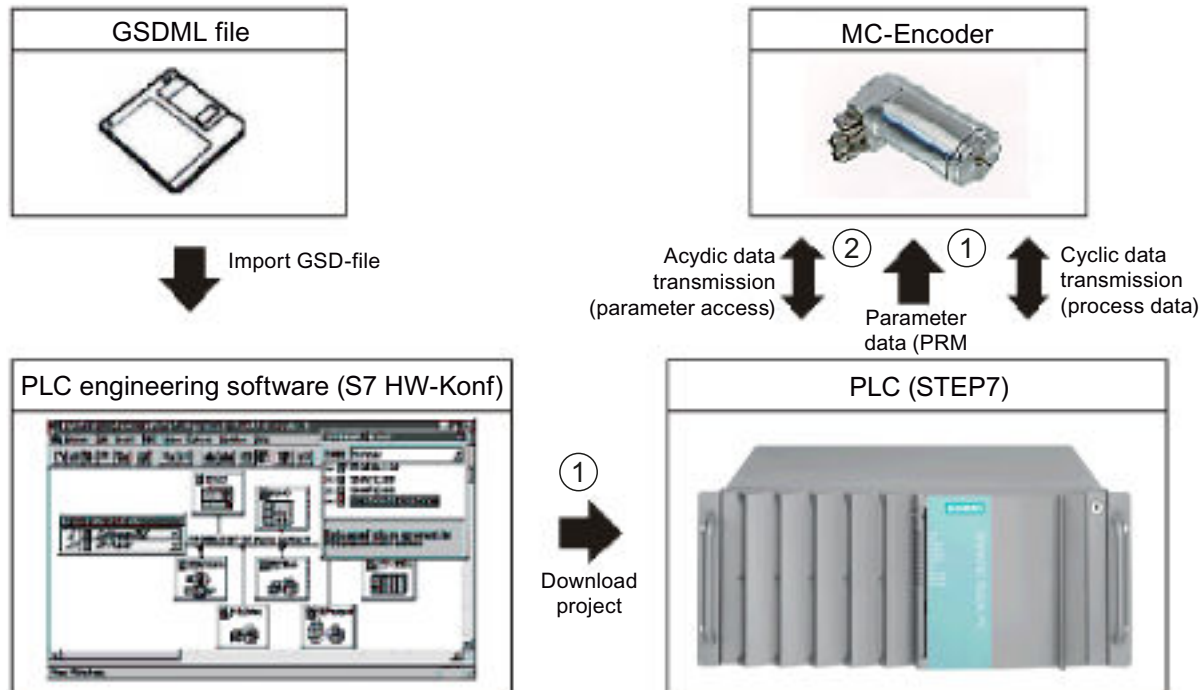 GSDML file
MC-Encoder
Import GSD-file
Acydic data
transmission
(parameter access)
2
1
Parameter
data (PRM
Cyclic data
transmission
(process data)
PLC engineering software (S7 HW-Konf)
PLC (STEP7)
1
Download
project
SIEMENS